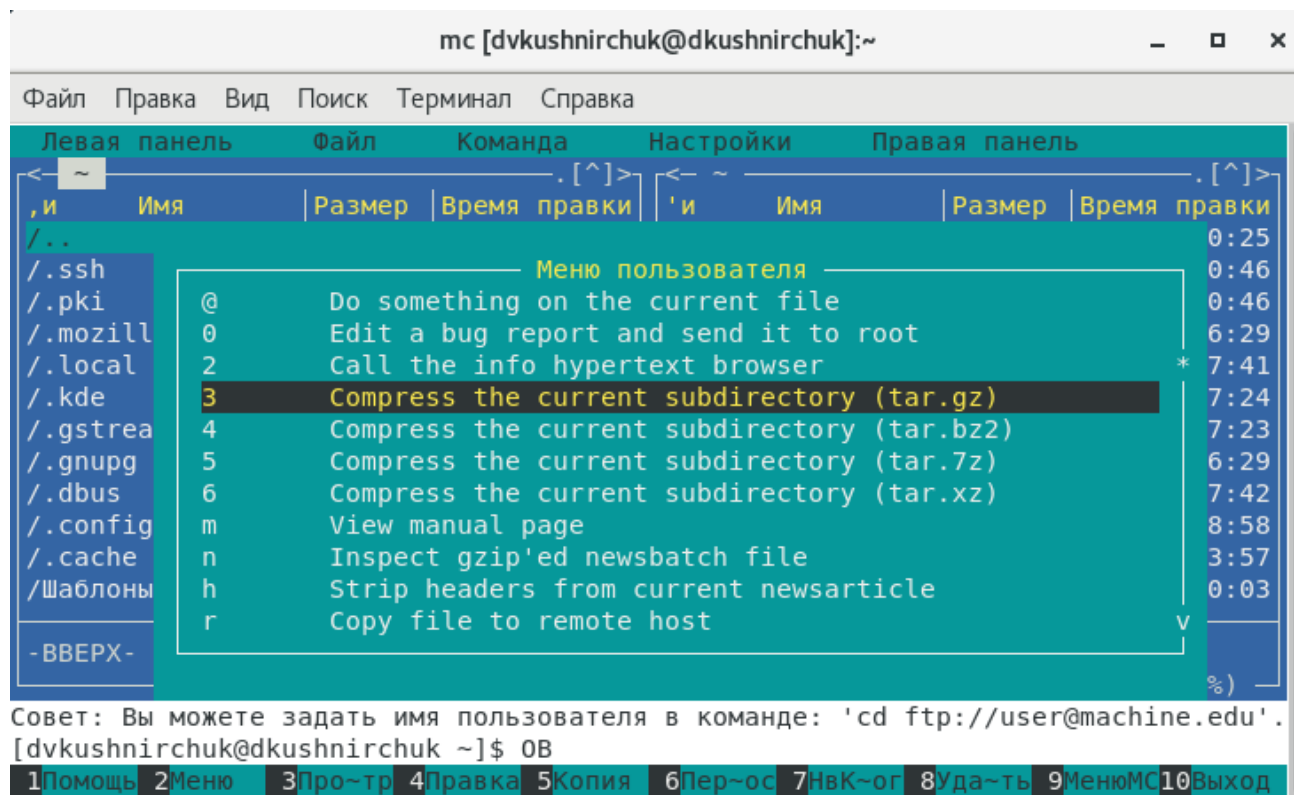 mc [dvkushnirchuk@dkushnirchuk]:~
Файл Правка Вид Поиск Терминал Справка
Левая панель Файл Команда Настройки Правая панель
<— ~ .[^]> <— ~ .[^]>
,и Имя Размер Время правки 'и Имя Размер Время правки
/.. 0:25
/.ssh Меню пользователя 0:46
/.pki @ Do something on the current file 0:46
/.mozill 0 Edit a bug report and send it to root 6:29
/.local 2 Call the info hypertext browser * 7:41
/.kde 3 Compress the current subdirectory (tar.gz) 7:24
/.gstrea 4 Compress the current subdirectory (tar.bz2) 7:23
/.gnupg 5 Compress the current subdirectory (tar.7z) 6:29
/.dbus 6 Compress the current subdirectory (tar.xz) 7:42
/.config m View manual page 8:58
/.cache n Inspect gzip'ed newsbatch file 3:57
/Шаблоны h Strip headers from current newsarticle 0:03
r Copy file to remote host v
-ВВЕРХ-
%)
Совет: Вы можете задать имя пользователя в команде: 'cd ftp://user@machine.edu'.
[dvkushnirchuk@dkushnirchuk ~]$ OB
1Помощь 2Меню 3Про~тр 4Правка 5Копия 6Пер~ос 7НвК~ог 8Уда~ть 9МенюMC 10Выход